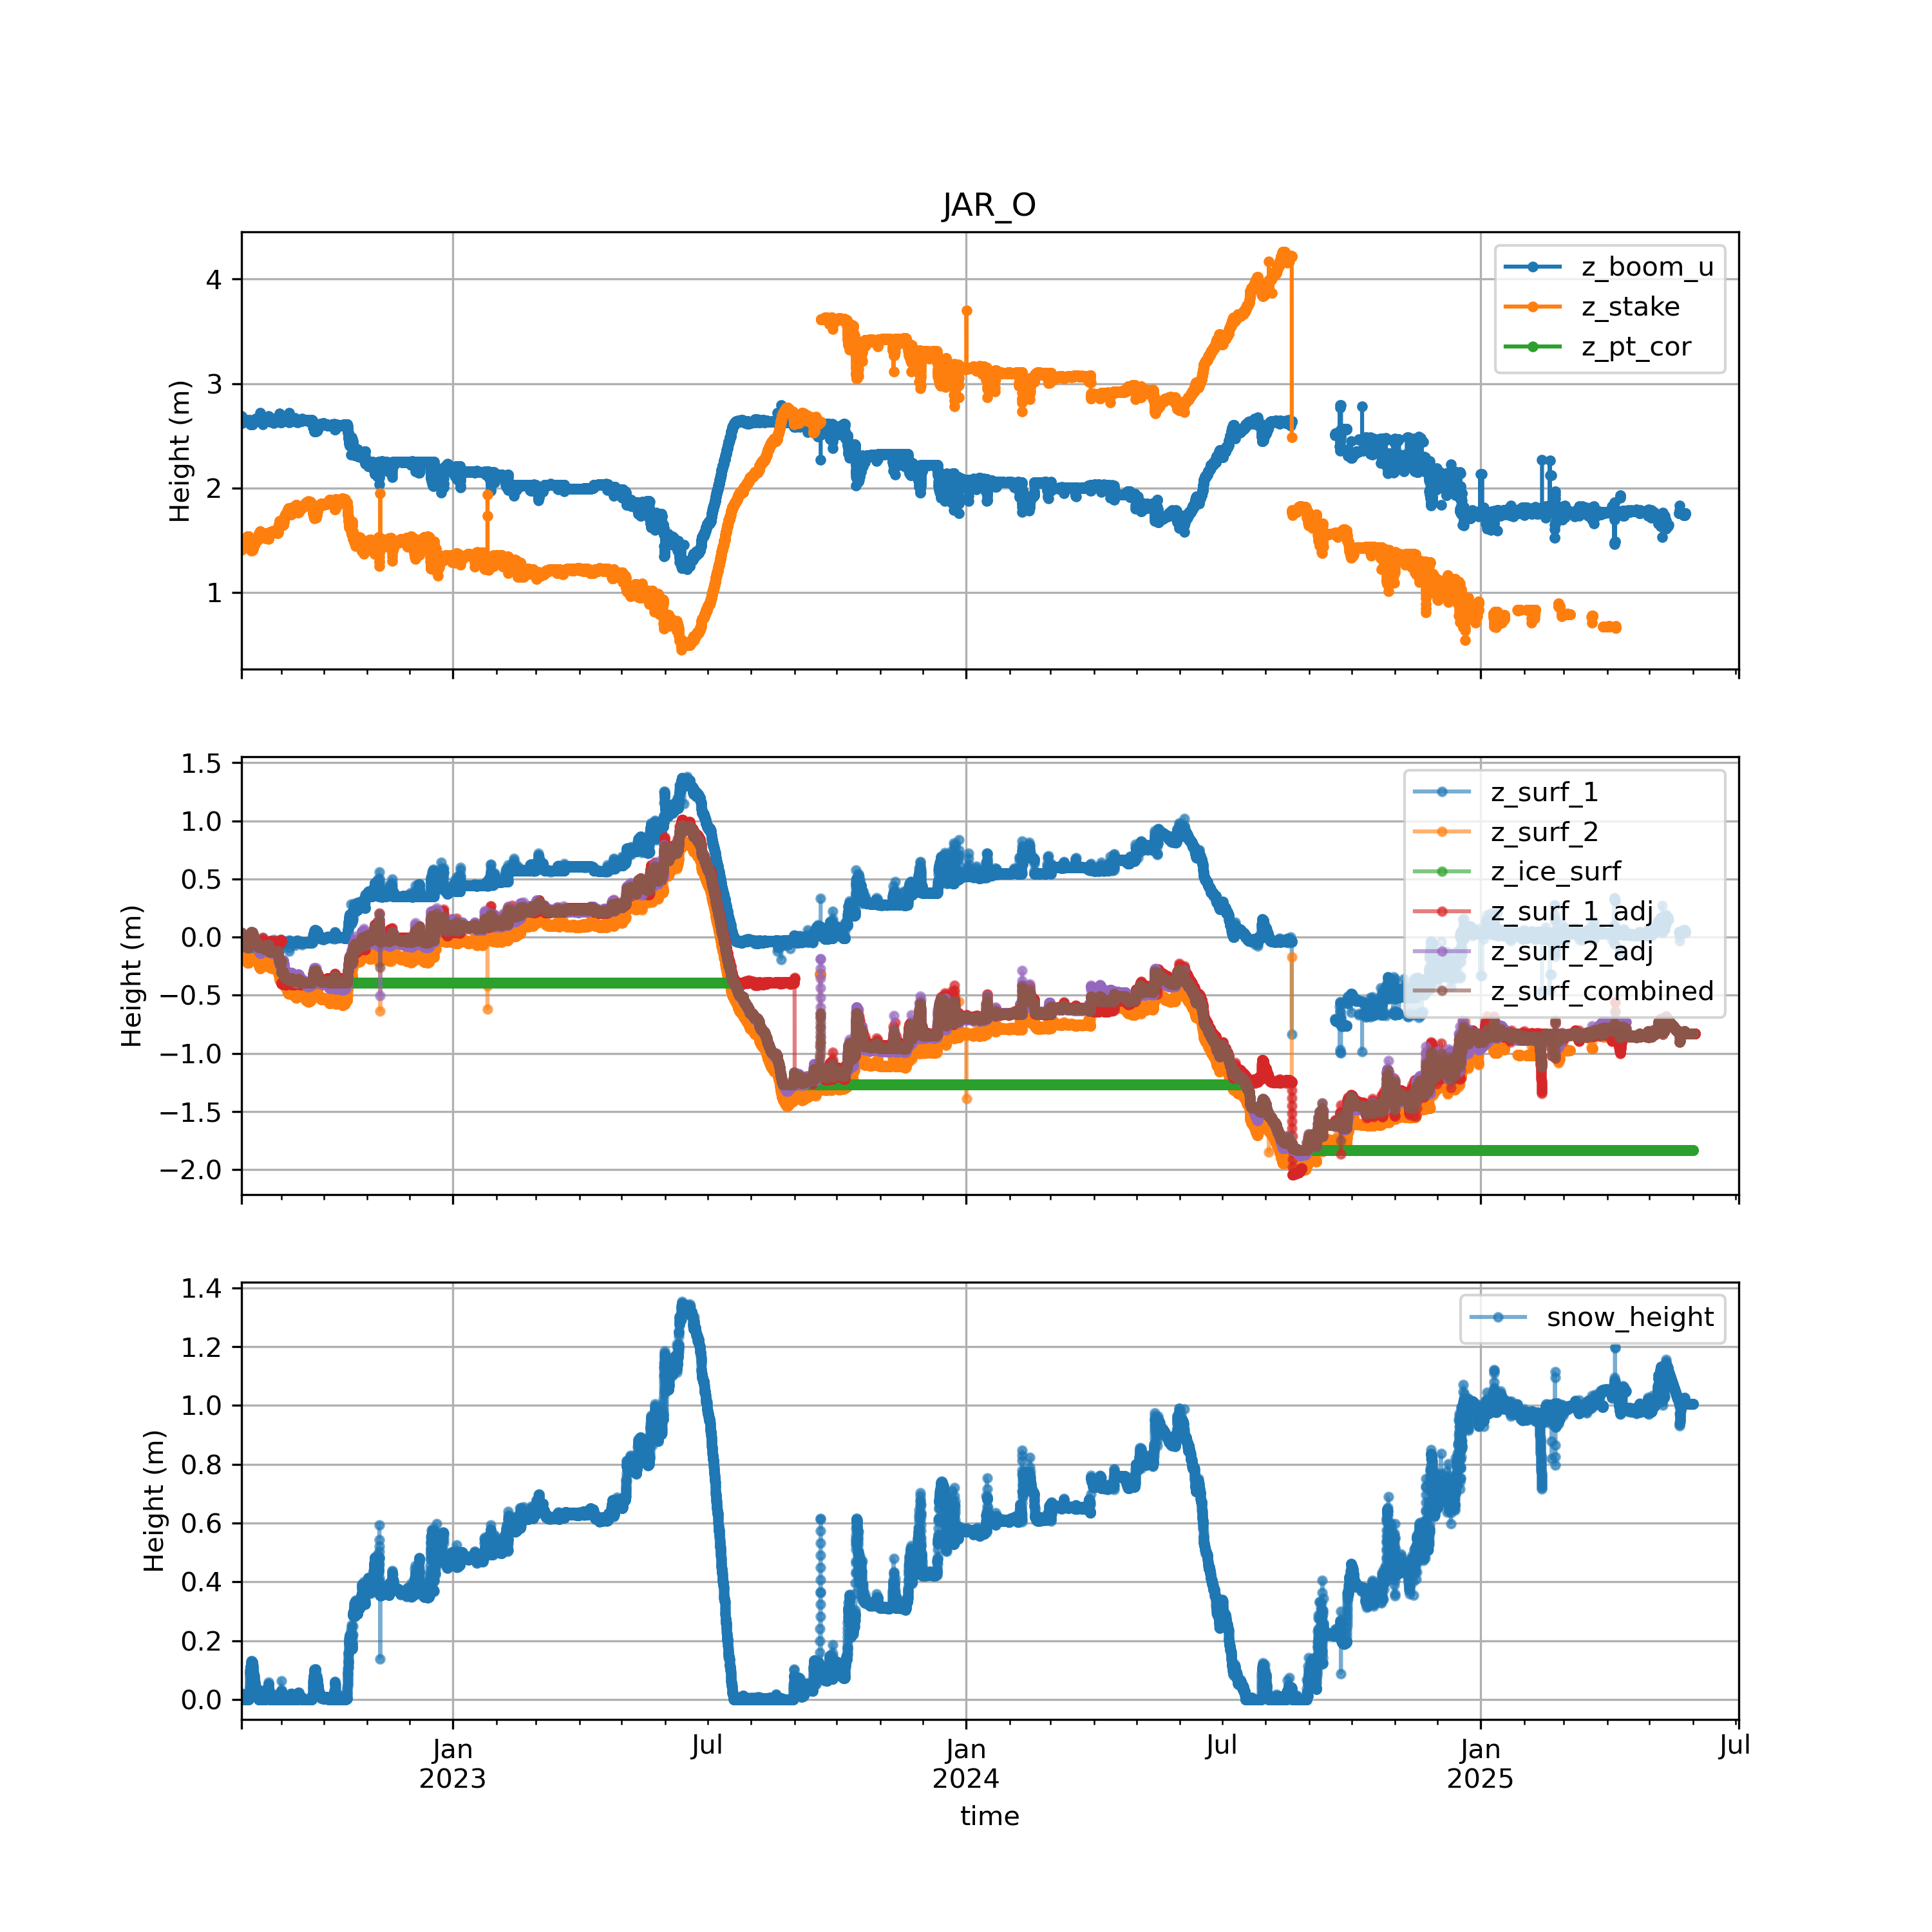 JAR_O
Height (m)
4
3
2
1
z_boom_u
z_stake
z_pt_cor
Height (m)
1.5
1.0
0.5
0.0
−0.5
−1.0
−1.5
−2.0
z_surf_1
z_surf_2
z_ice_surf
z_surf_1_adj
z_surf_2_adj
z_surf_combined
Height (m)
1.4
1.2
1.0
0.8
0.6
0.4
0.2
0.0
snow_height
Jan Jul Jan Jul Jan Jul
2023 2024 2025
time